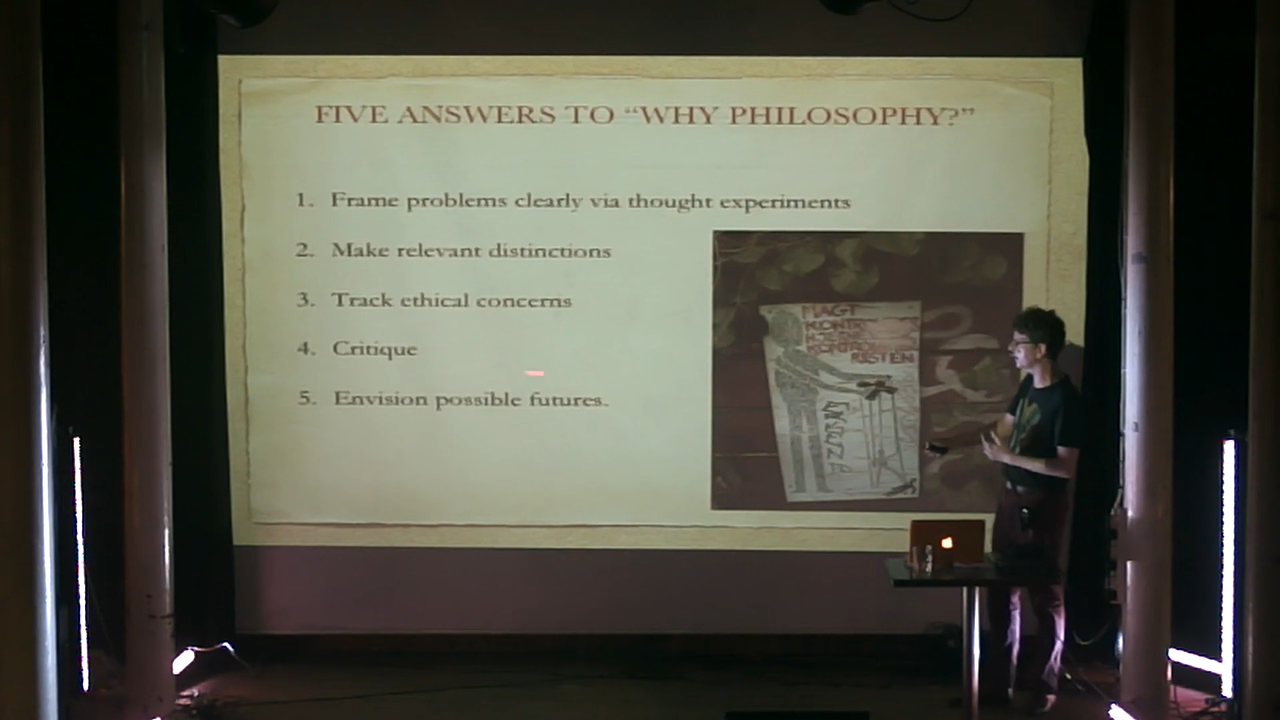 FIVE ANSWERS TO “WHY PHILOSOPHY?”
1. Frame problems clearly via thought experiments
2. Make relevant distinctions
3. Track ethical concerns
4. Critique
5. Envision possible futures.
MAGT